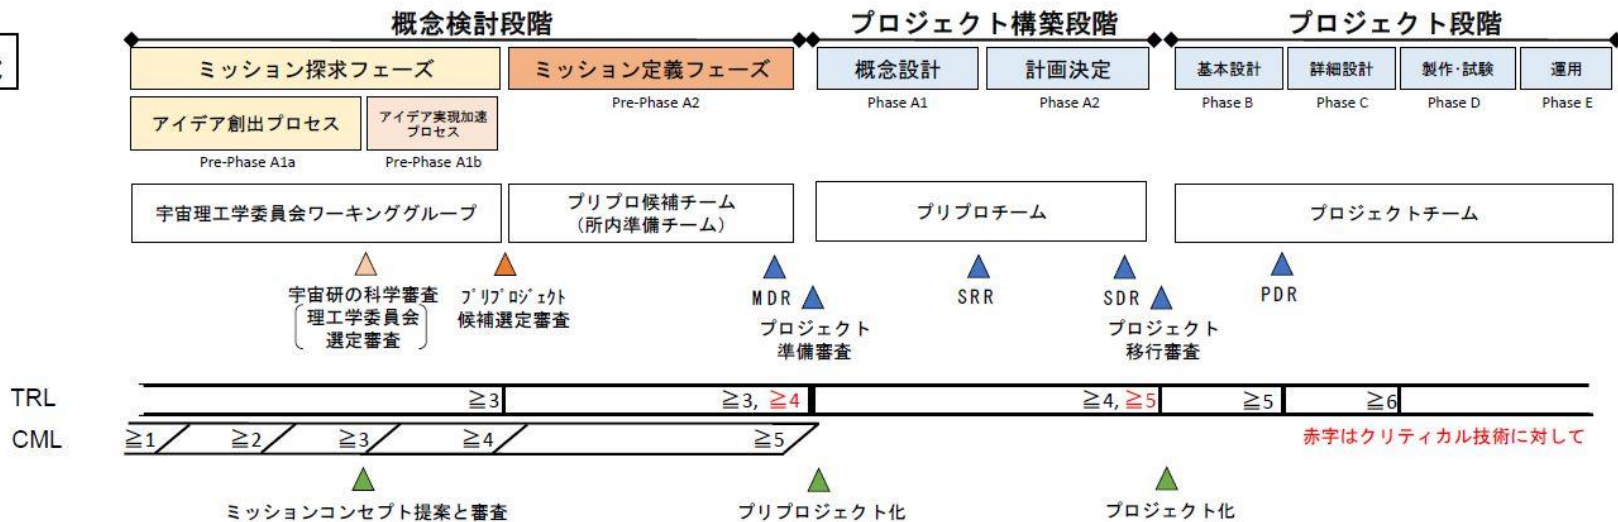 概念検討段階
プロジェクト構築段階
プロジェクト段階
ミッション探求フェーズ
ミッション定義フェーズ
概念設計
計画決定
基本設計
詳細設計
製作・試験
運用
Pre-Phase A2
Phase A1
Phase A2
Phase B
Phase C
Phase D
Phase E
アイデア創出プロセス
アイデア実現加速
プロセス
Pre-Phase A1a
Pre-Phase A1b
宇宙理工学委員会ワーキンググループ
プリプロ候補チーム
(所内準備チーム)
プリプロチーム
プロジェクトチーム
宇宙研の科学審査
理工学委員会
選定審査
プリプロジェクト
候補選定審査
MDR
プロジェクト
準備審査
SRR
SDR
プロジェクト
移行審査
PDR
TRL
≧3
≧3, ≧4
≧4, ≧5
≧5
≧6
CML
≧1
≧2
≧3
≧4
≧5
赤字はクリティカル技術に対して
ミッションコンセプト提案と審査
プリプロジェクト化
プロジェクト化